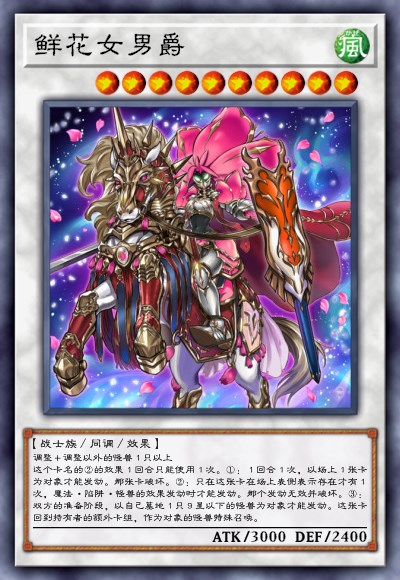 鲜花女男爵
風
【战士族／同调／效果】
调整＋调整以外的怪兽1只以上
这个卡名的②的效果1回合只能使用1次。①：1回合1次，以场上1张卡
为对象才能发动。那张卡破坏。②：只在这张卡在场上表侧表示存在才有1
次，魔法·陷阱·怪兽的效果发动时才能发动。那个发动无效并破坏。③：
双方的准备阶段，以自己墓地1只9星以下的怪兽为对象才能发动。这张卡
回到持有者的额外卡组，作为对象的怪兽特殊召唤。
ATK/3000 DEF/2400